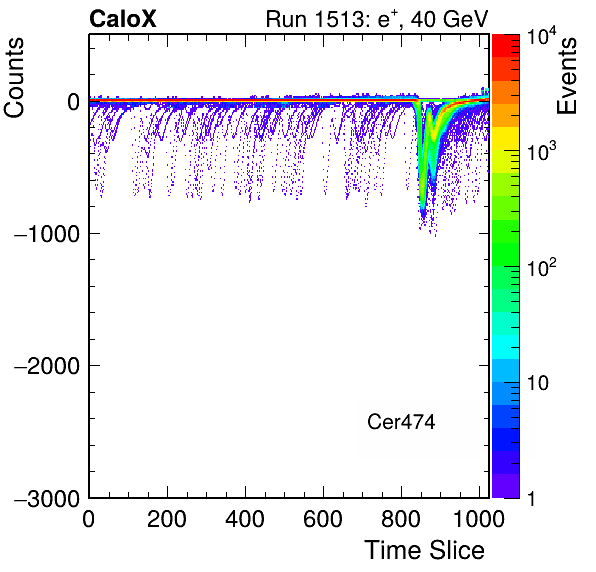 CaloX Run 1513: e⁺, 40 GeV
Counts
Events
0
−1000
−2000
−3000
0 200 400 600 800 1000
Time Slice
Cer474
10⁴
10³
10²
10
1